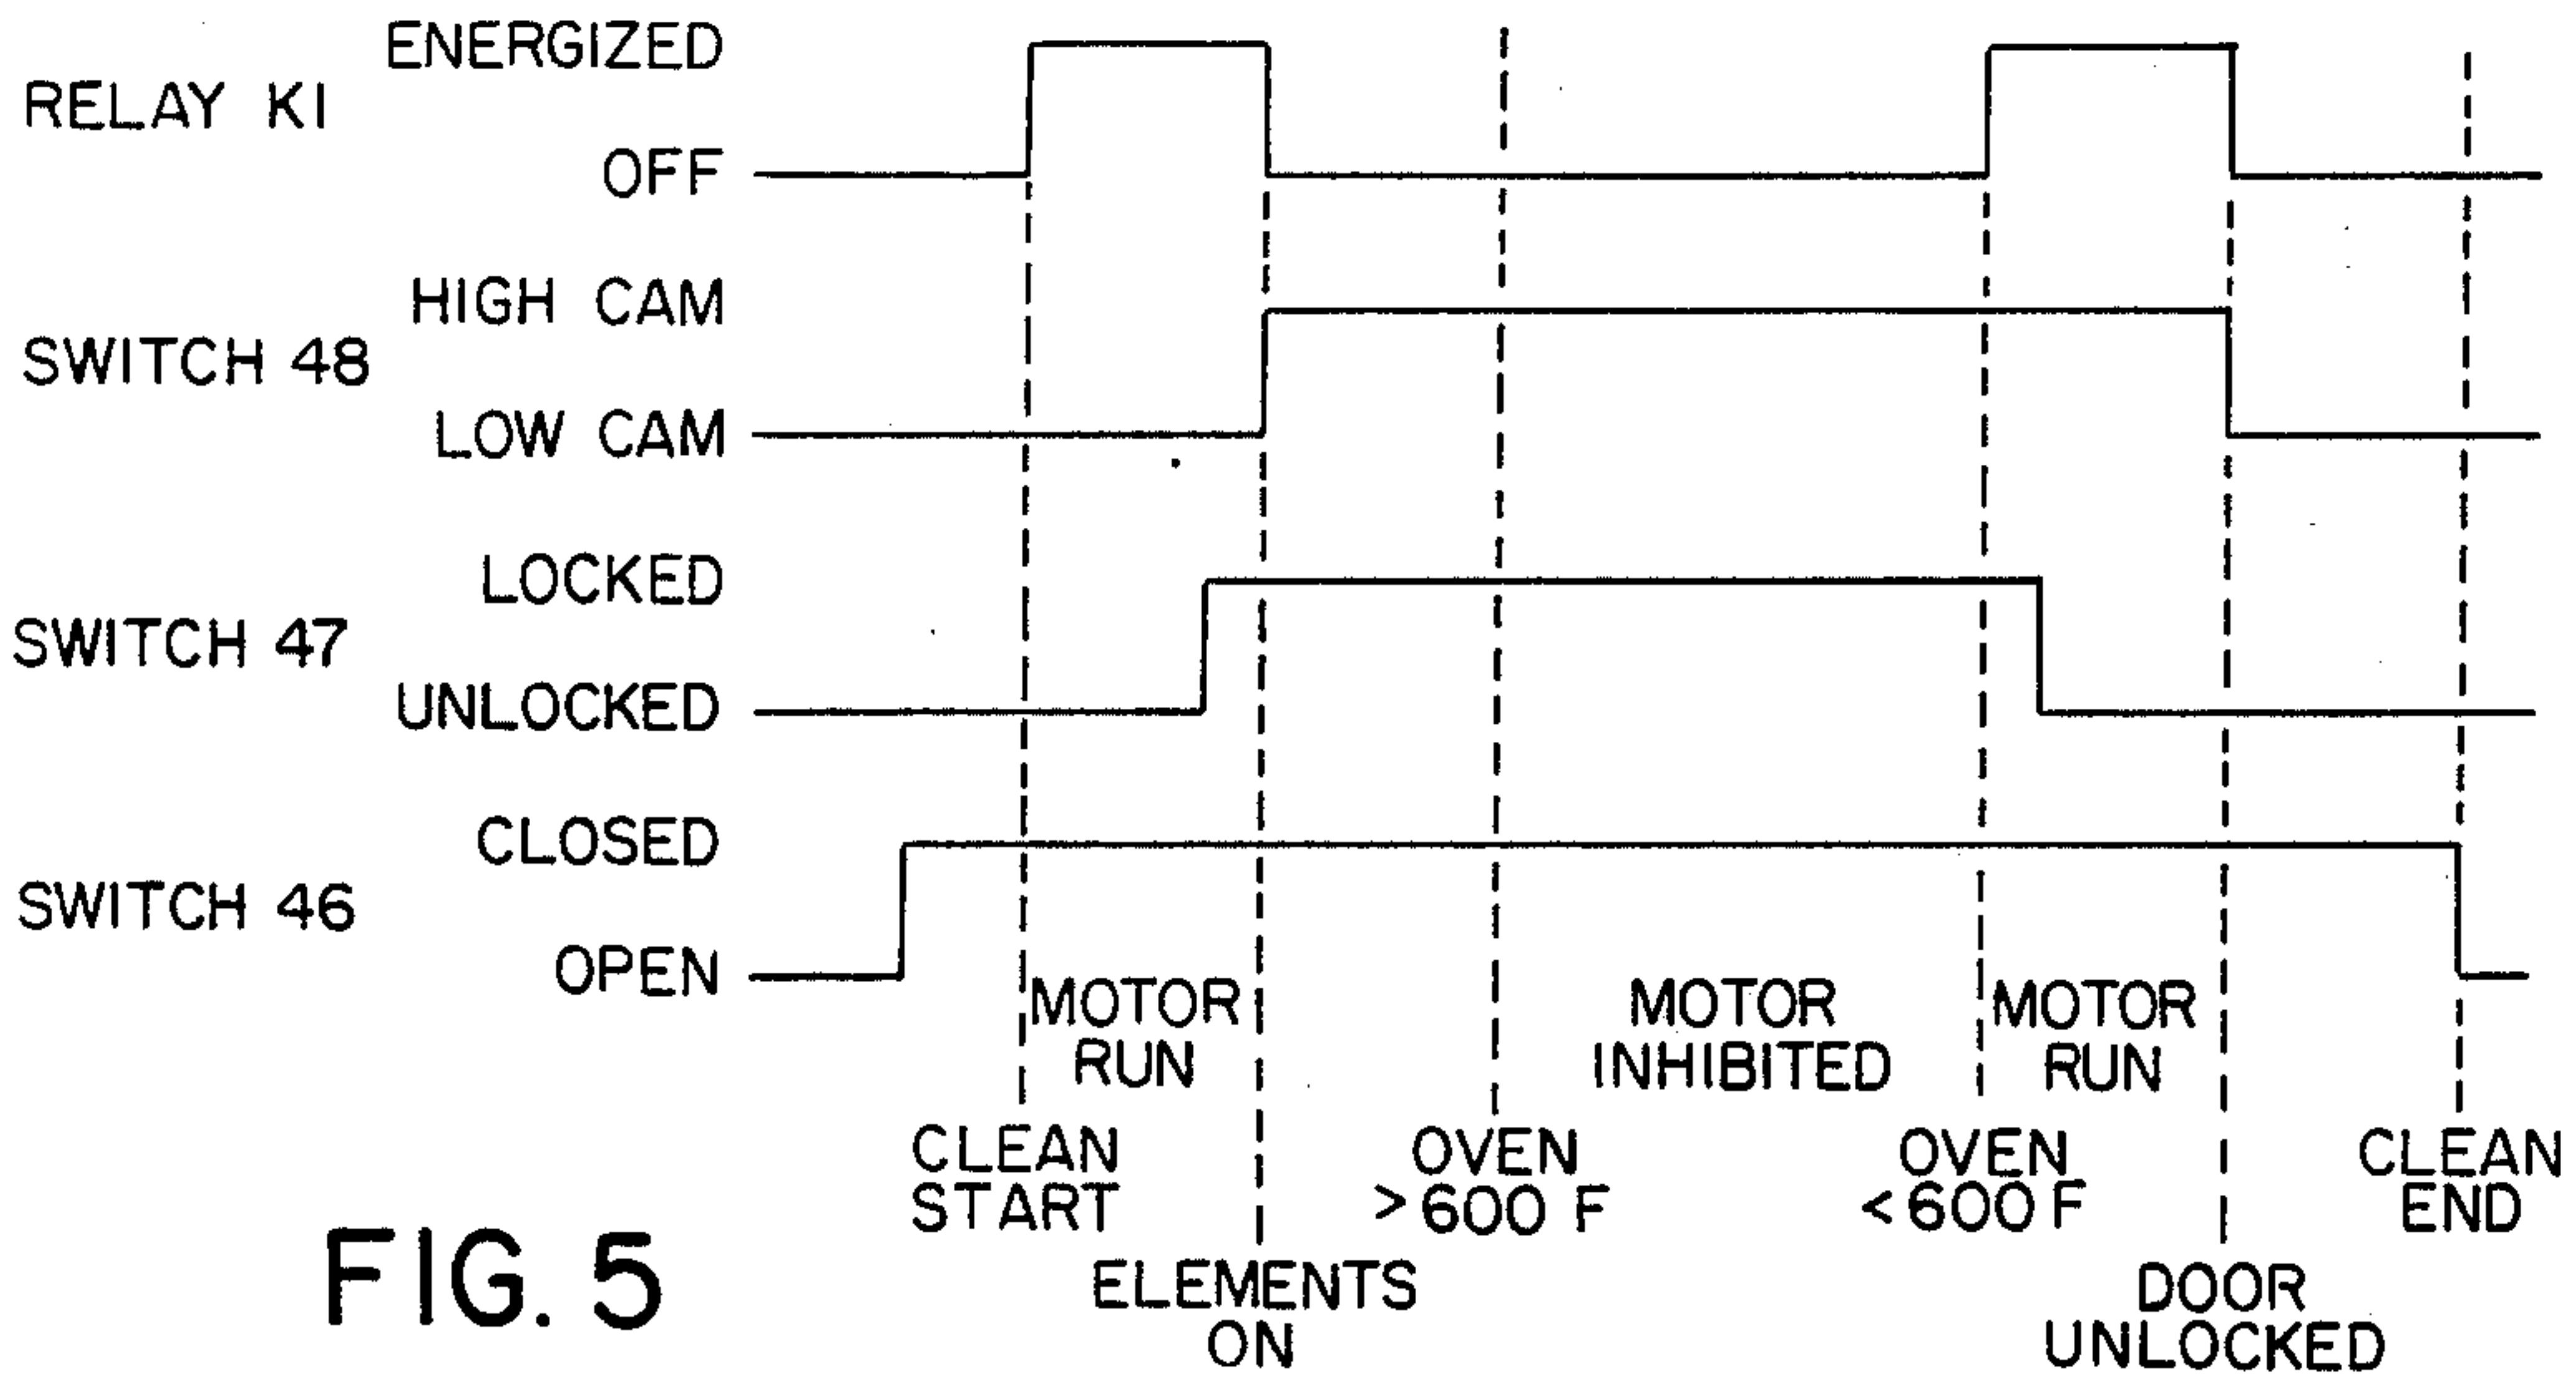 ENERGIZED
RELAY K1
OFF
HIGH CAM
SWITCH 48
LOW CAM
LOCKED
SWITCH 47
UNLOCKED
CLOSED
SWITCH 46
OPEN
MOTOR
RUN
MOTOR
INHIBITED
MOTOR
RUN
CLEAN
START
OVEN
>600 F
OVEN
<600 F
CLEAN
END
ELEMENTS
ON
DOOR
UNLOCKED
FIG. 5